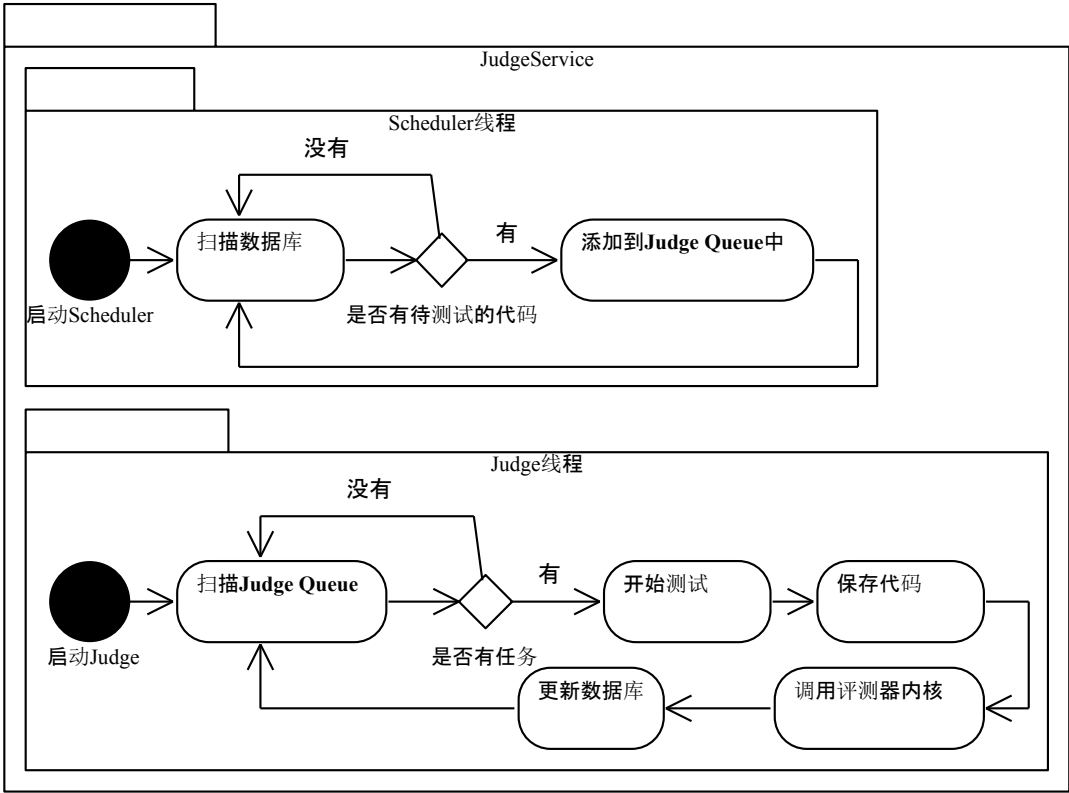 JudgeService
Scheduler线程
没有
扫描数据库
有
添加到Judge Queue中
启动Scheduler
是否有待测试的代码
Judge线程
没有
扫描Judge Queue
有
开始测试
保存代码
启动Judge
是否有任务
更新数据库
调用评测器内核